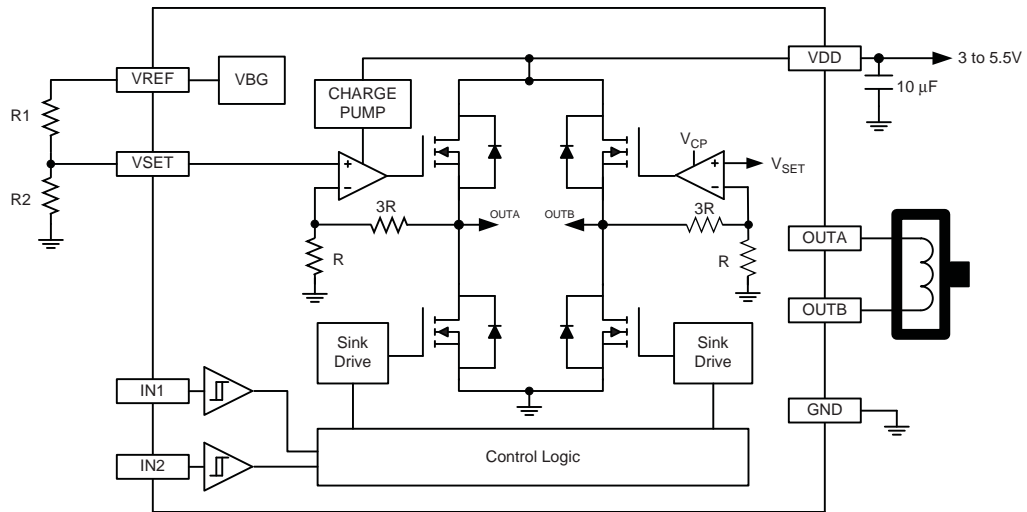 VREF
VBG
CHARGE
PUMP
VDD
3 to 5.5V
10 μF
R1
VSET
R2
V_CP
V_SET
3R
OUTA
OUTB
3R
R
R
OUTA
OUTB
Sink
Drive
Sink
Drive
IN1
GND
IN2
Control Logic